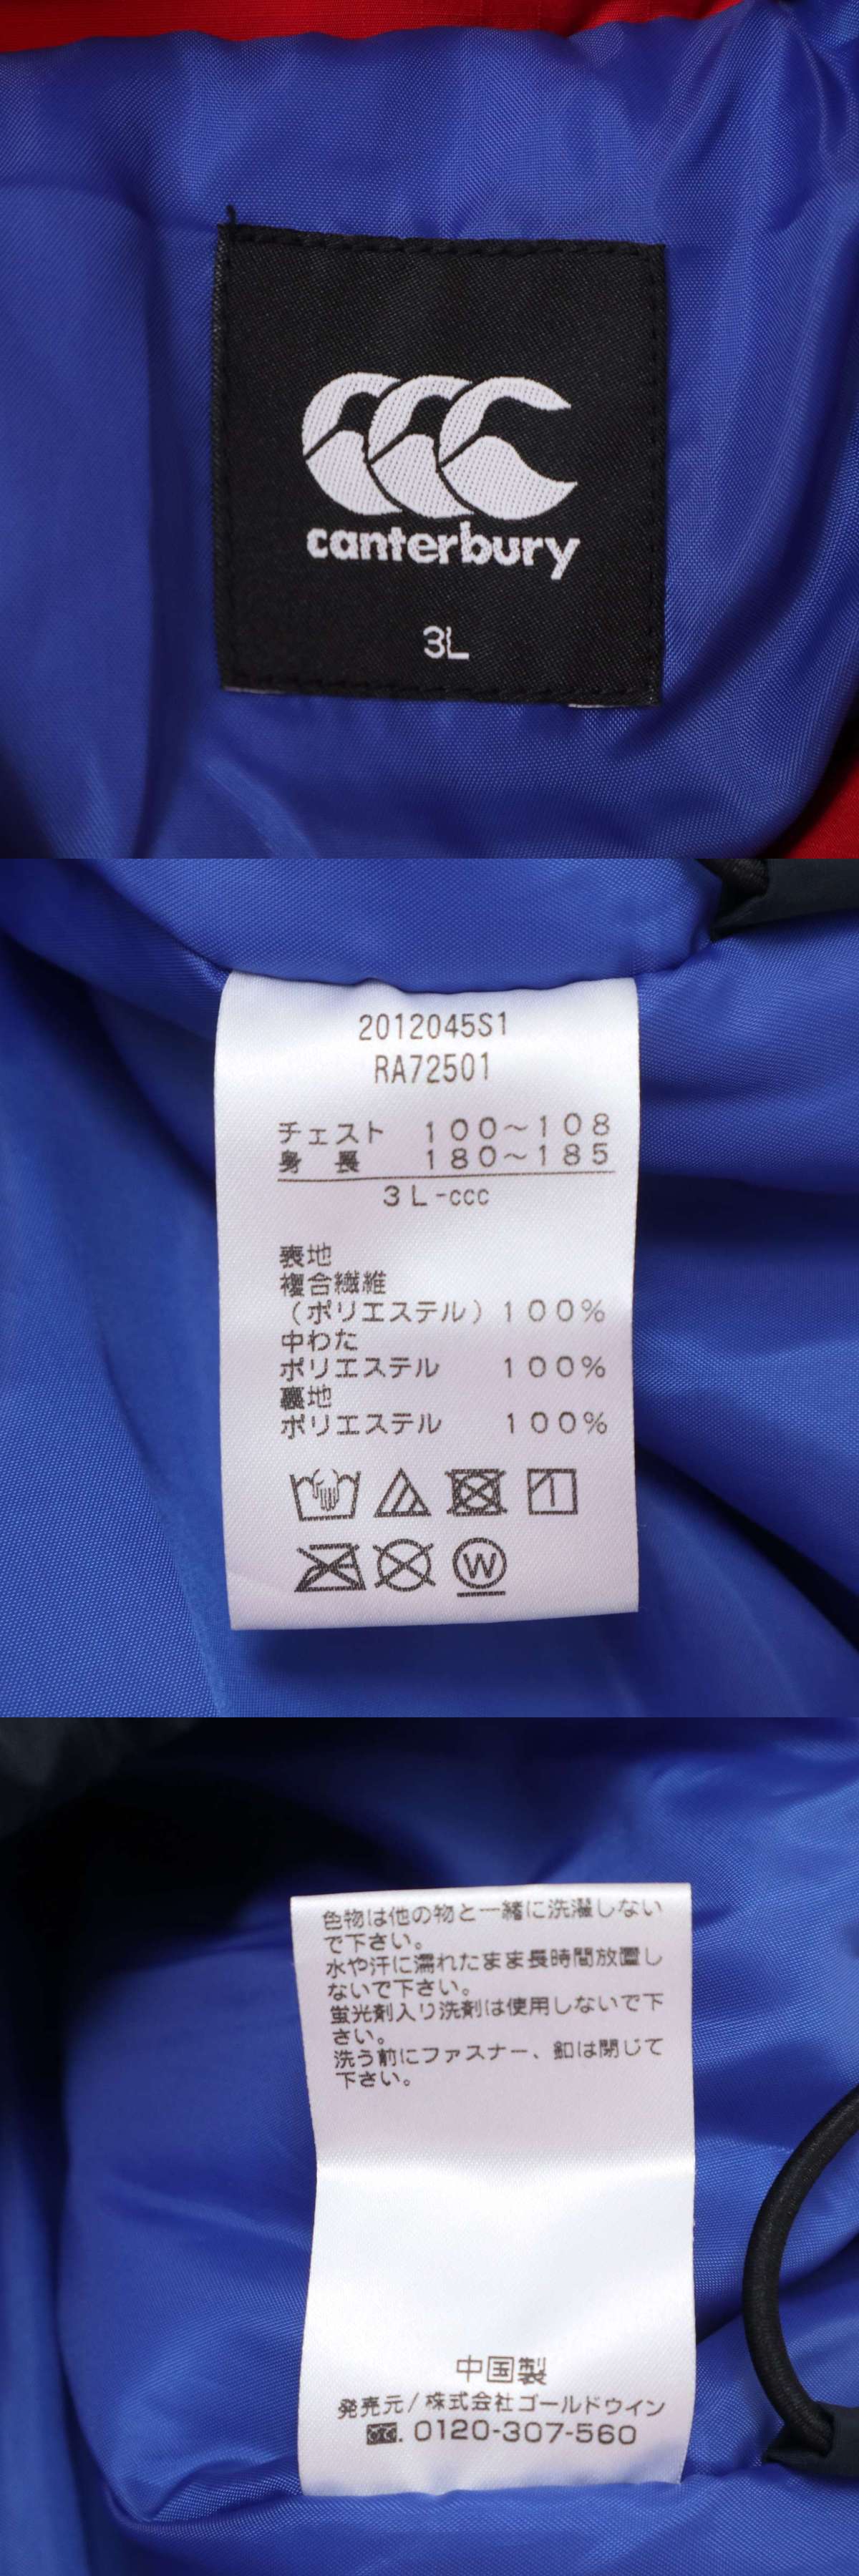 canterbury
3L
2012045S1
RA72501
チェスト 100~108
身 長 180~185
3L-ccc
表地
複合繊維
(ポリエステル)100%
中わた
ポリエステル 100%
裏地
ポリエステル 100%
W
色物は他の物と一緒に洗濯しない
で下さい。
水や汗に濡れたまま長時間放置し
ないで下さい。
蛍光剤入り洗剤は使用しないで下
さい。
洗う前にファスナー、釦は閉じて
下さい。
中国製
発売元/株式会社ゴールドウイン
0120-307-560